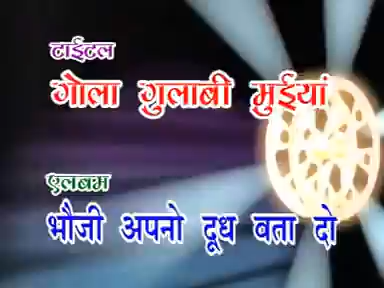 टाईटल
गोला गुलाबी मुईयां
एलबम
भौजी अपनो दूध वता दो